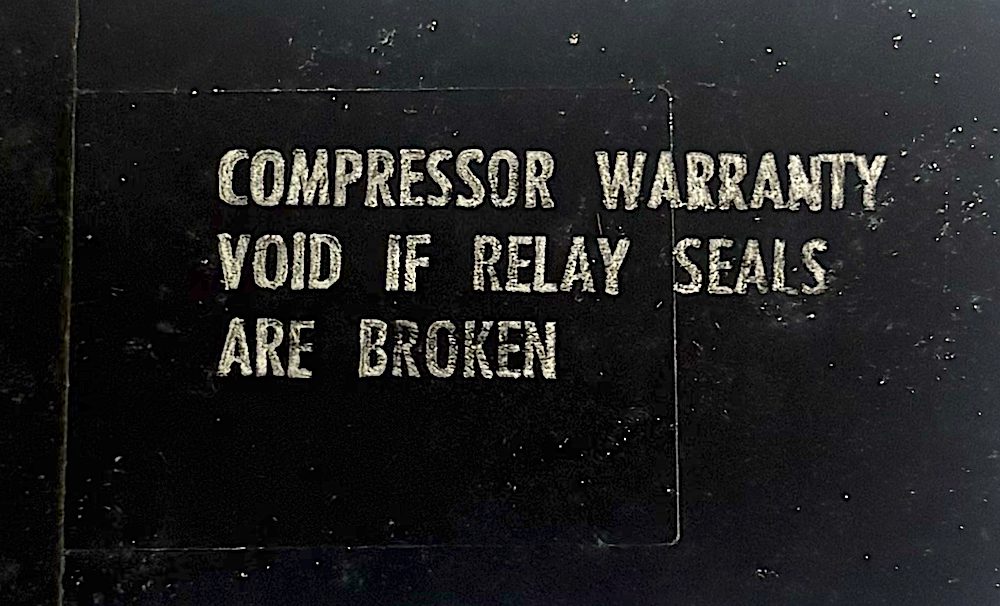 COMPRESSOR WARRANTY
VOID IF RELAY SEALS
ARE BROKEN